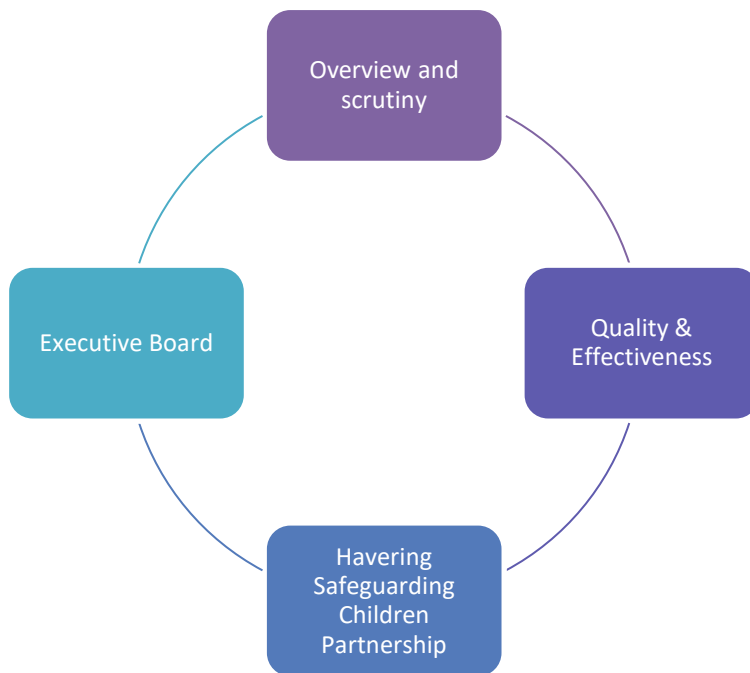 Overview and
scrutiny
Executive Board
Quality &
Effectiveness
Havering
Safeguarding
Children
Partnership